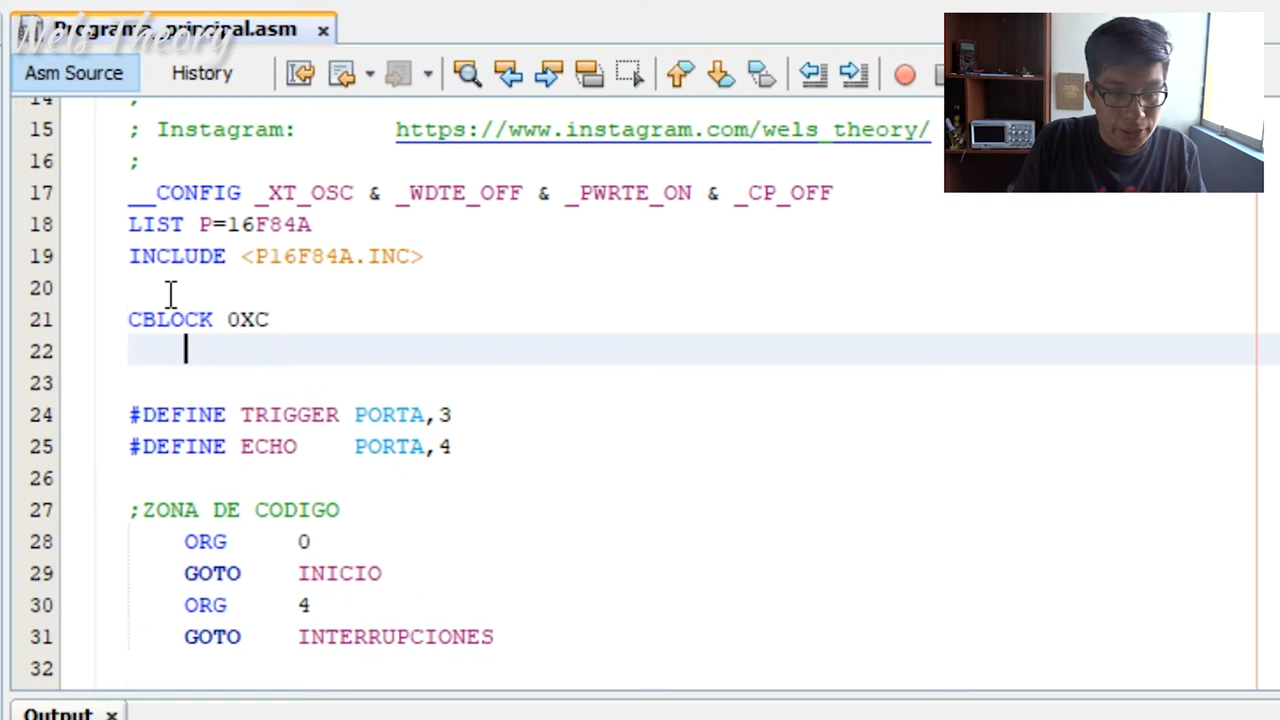 Programa_principal.asm
Wels Theory
Asm Source History
14 ;
15 ; Instagram: https://www.instagram.com/wels_theory/
16 ;
17 __CONFIG _XT_OSC & _WDTE_OFF & _PWRTE_ON & _CP_OFF
18 LIST P=16F84A
19 INCLUDE <P16F84A.INC>
20
21 CBLOCK 0XC
22
23
24 #DEFINE TRIGGER PORTA,3
25 #DEFINE ECHO PORTA,4
26
27 ;ZONA DE CODIGO
28 ORG 0
29 GOTO INICIO
30 ORG 4
31 GOTO INTERRUPCIONES
32
Output